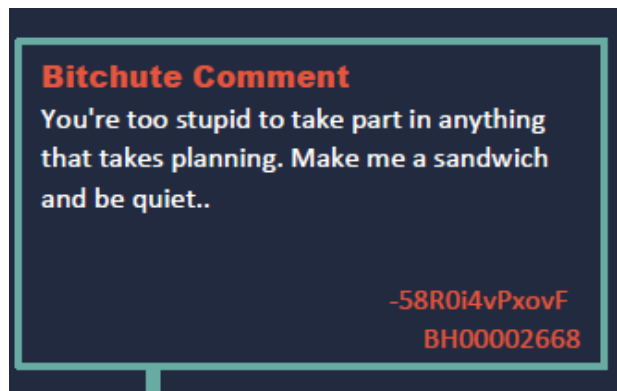 Bitchute Comment
You're too stupid to take part in anything
that takes planning. Make me a sandwich
and be quiet..
-58R0i4vPxovF
BH00002668